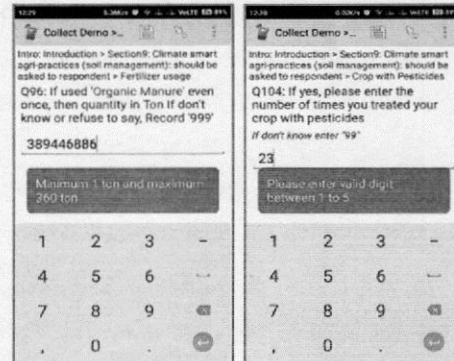 12:29
Collect Demo >...
Intro: Introduction > Section9: Climate smart
agri-practices (soil management): should be
asked to respondent > Fertilizer usage
Q96: If used 'Organic Manure' even
once, then quantity in Ton If don't
know or refuse to say, Record '999'
389446886
Minimum 1 ton and maximum
360 ton
1 2 3 -
4 5 6
7 8 9
, 0 .
12:30
Collect Demo >...
Intro: Introduction > Section9: Climate smart
agri-practices (soil management): should be
asked to respondent > Crop with Pesticides
Q104: If yes, please enter the
number of times you treated your
crop with pesticides
If don't know enter "99"
23
Please enter valid digit
between 1 to 5
1 2 3 -
4 5 6
7 8 9
, 0 .